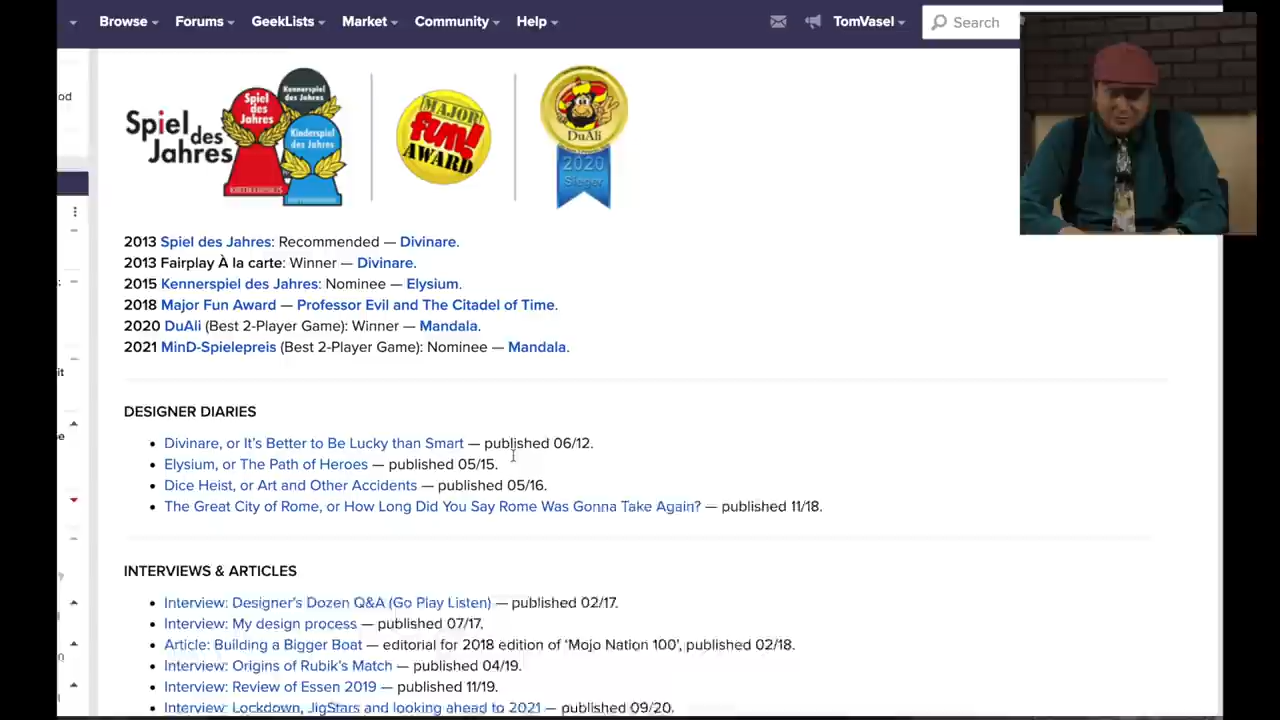 Browse Forums GeekLists Market Community Help TomVasel Search
od
Spiel des Jahres
Spiel des Jahres
Kennerspiel des Jahres
Kinderspiel des Jahres
MAJOR fun! AWARD
DuAli
2020
Sieger
2013 Spiel des Jahres: Recommended — Divinare.
2013 Fairplay À la carte: Winner — Divinare.
2015 Kennerspiel des Jahres: Nominee — Elysium.
2018 Major Fun Award — Professor Evil and The Citadel of Time.
2020 DuAli (Best 2-Player Game): Winner — Mandala.
2021 MinD-Spielepreis (Best 2-Player Game): Nominee — Mandala.
it
DESIGNER DIARIES
• Divinare, or It's Better to Be Lucky than Smart — published 06/12.
• Elysium, or The Path of Heroes — published 05/15.
• Dice Heist, or Art and Other Accidents — published 05/16.
• The Great City of Rome, or How Long Did You Say Rome Was Gonna Take Again? — published 11/18.
INTERVIEWS & ARTICLES
• Interview: Designer's Dozen Q&A (Go Play Listen) — published 02/17.
• Interview: My design process — published 07/17.
• Article: Building a Bigger Boat — editorial for 2018 edition of 'Mojo Nation 100', published 02/18.
• Interview: Origins of Rubik's Match — published 04/19.
• Interview: Review of Essen 2019 — published 11/19.
• Interview: Lockdown, JigStars and looking ahead to 2021 — published 09/20.